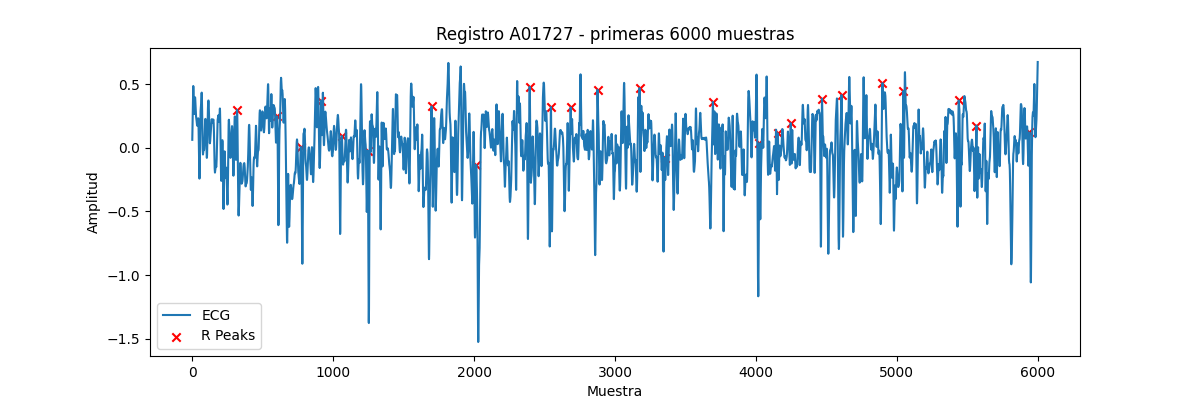 Registro A01727 - primeras 6000 muestras
Amplitud
0.5
0.0
−0.5
−1.0
−1.5
ECG
R Peaks
0 1000 2000 3000 4000 5000 6000
Muestra